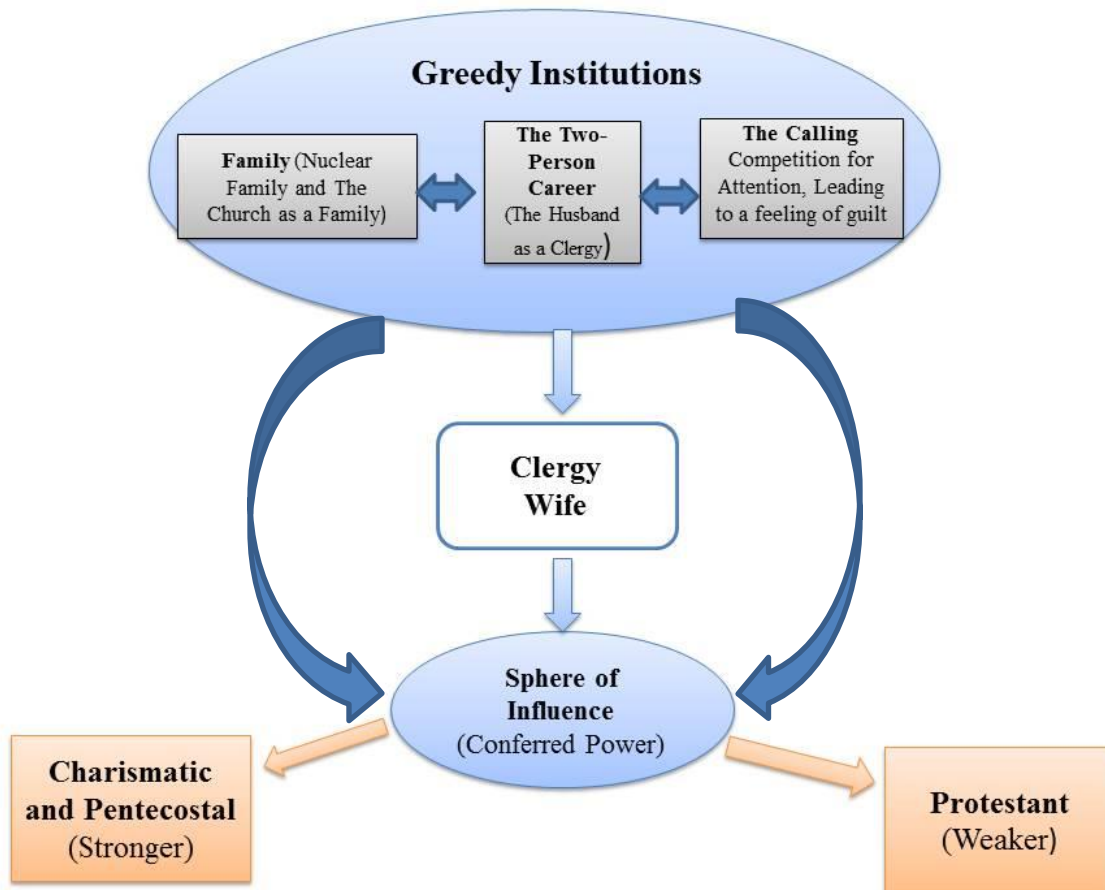 Greedy Institutions
Family (Nuclear
Family and The
Church as a Family)
The Two-
Person
Career
(The Husband
as a Clergy)
The Calling
Competition for
Attention, Leading
to a feeling of guilt
Clergy
Wife
Sphere of
Influence
(Conferred Power)
Charismatic
and Pentecostal
(Stronger)
Protestant
(Weaker)